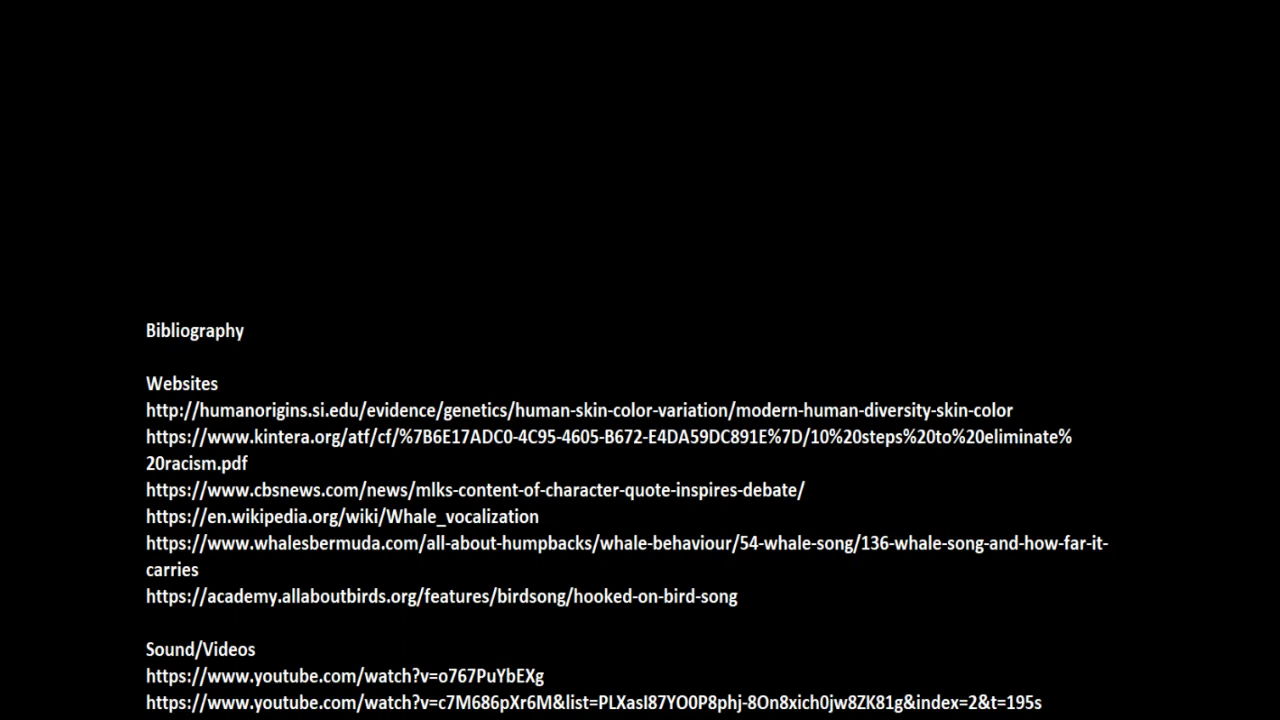 Bibliography
Websites
http://humanorigins.si.edu/evidence/genetics/human-skin-color-variation/modern-human-diversity-skin-color
https://www.kintera.org/atf/cf/%7B6E17ADC0-4C95-4605-B672-E4DA59DC891E%7D/10%20steps%20to%20eliminate%
20racism.pdf
https://www.cbsnews.com/news/mlks-content-of-character-quote-inspires-debate/
https://en.wikipedia.org/wiki/Whale_vocalization
https://www.whalesbermuda.com/all-about-humpbacks/whale-behaviour/54-whale-song/136-whale-song-and-how-far-it-
carries
https://academy.allaboutbirds.org/features/birdsong/hooked-on-bird-song
Sound/Videos
https://www.youtube.com/watch?v=o767PuYbEXg
https://www.youtube.com/watch?v=c7M686pXr6M&list=PLXasI87YO0P8phj-8On8xich0jw8ZK81g&index=2&t=195s